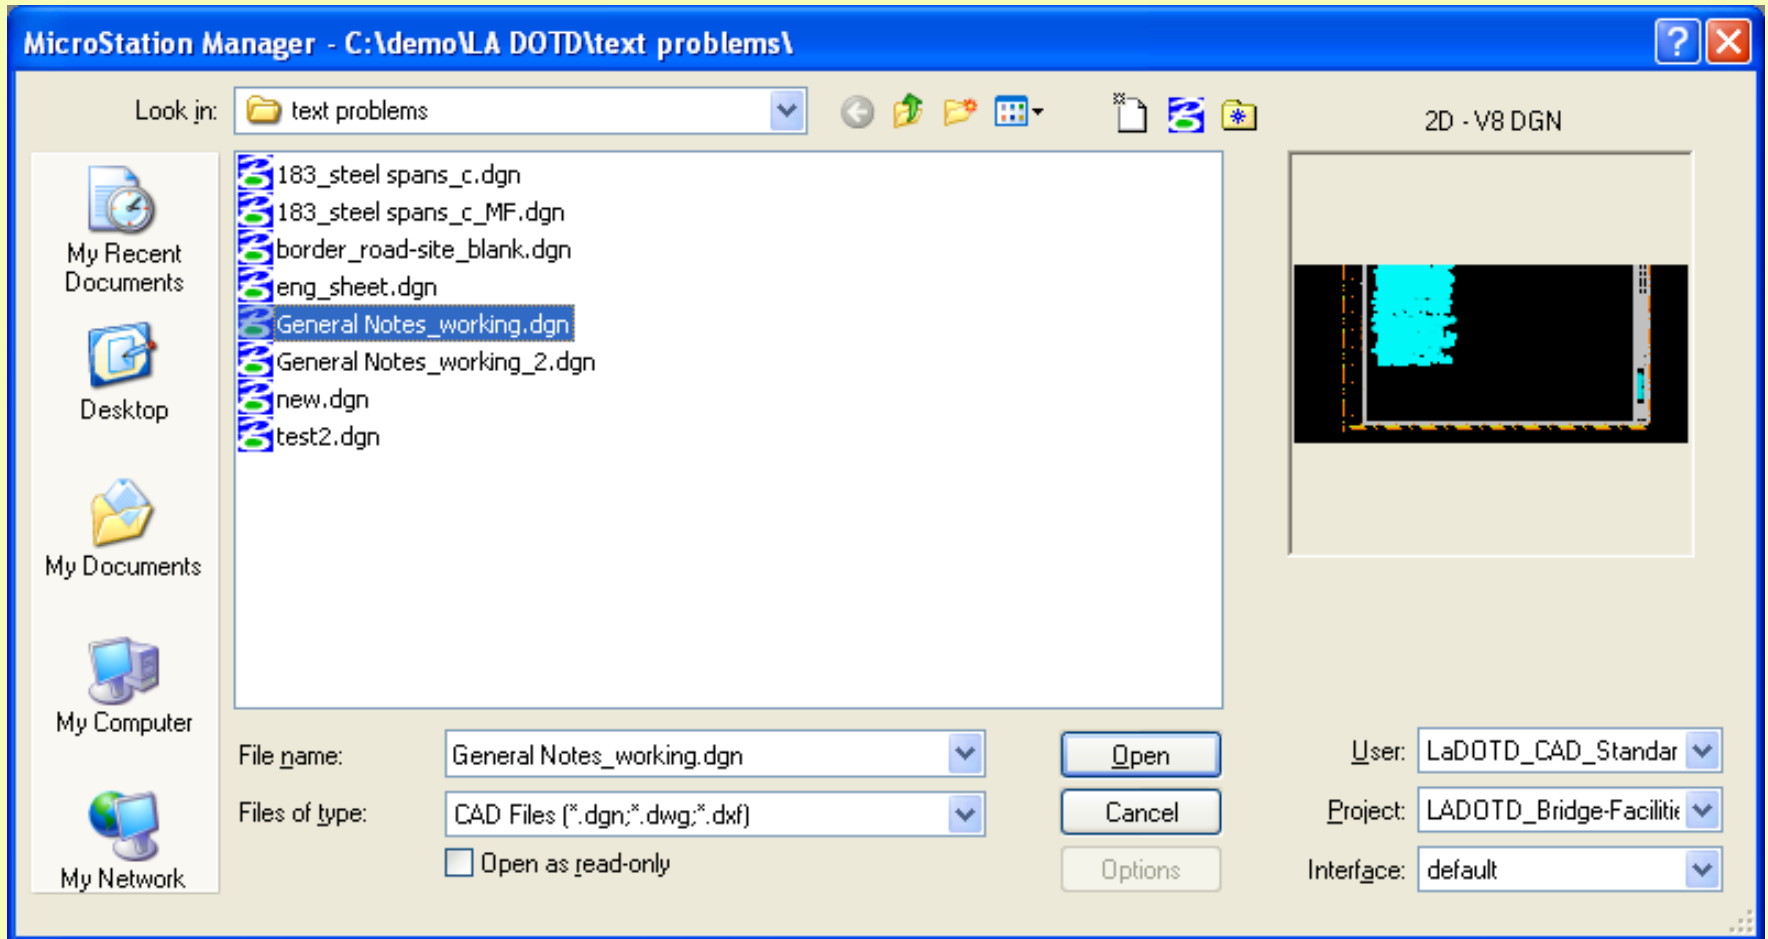 MicroStation Manager - C:\demo\LA DOTD\text problems\
Look in: text problems
2D - V8 DGN
My Recent
Documents
Desktop
My Documents
My Computer
My Network
183_steel spans_c.dgn
183_steel spans_c_MF.dgn
border_road-site_blank.dgn
eng_sheet.dgn
General Notes_working.dgn
General Notes_working_2.dgn
new.dgn
test2.dgn
File name: General Notes_working.dgn
Open
Files of type: CAD Files (*.dgn;*.dwg;*.dxf)
Cancel
Open as read-only
Options
User: LaDOTD_CAD_Standar
Project: LADOTD_Bridge-Facilitie
Interface: default